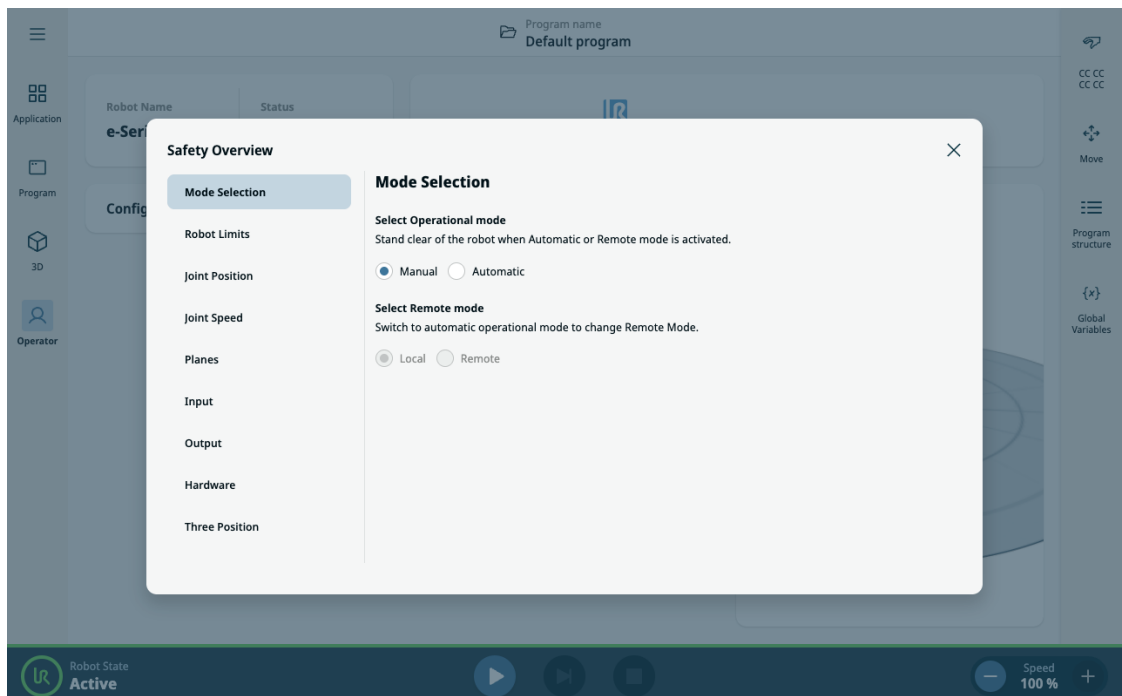 Program name
Default program
Application
Program
3D
Operator
Robot Name
Status
e-Seri
Config
Safety Overview
Mode Selection
Robot Limits
Joint Position
Joint Speed
Planes
Input
Output
Hardware
Three Position
Mode Selection
Select Operational mode
Stand clear of the robot when Automatic or Remote mode is activated.
Manual Automatic
Select Remote mode
Switch to automatic operational mode to change Remote Mode.
Local Remote
CC CC
CC CC
Move
Program
structure
{x}
Global
Variables
UR
Robot State
Active
Speed
100 %